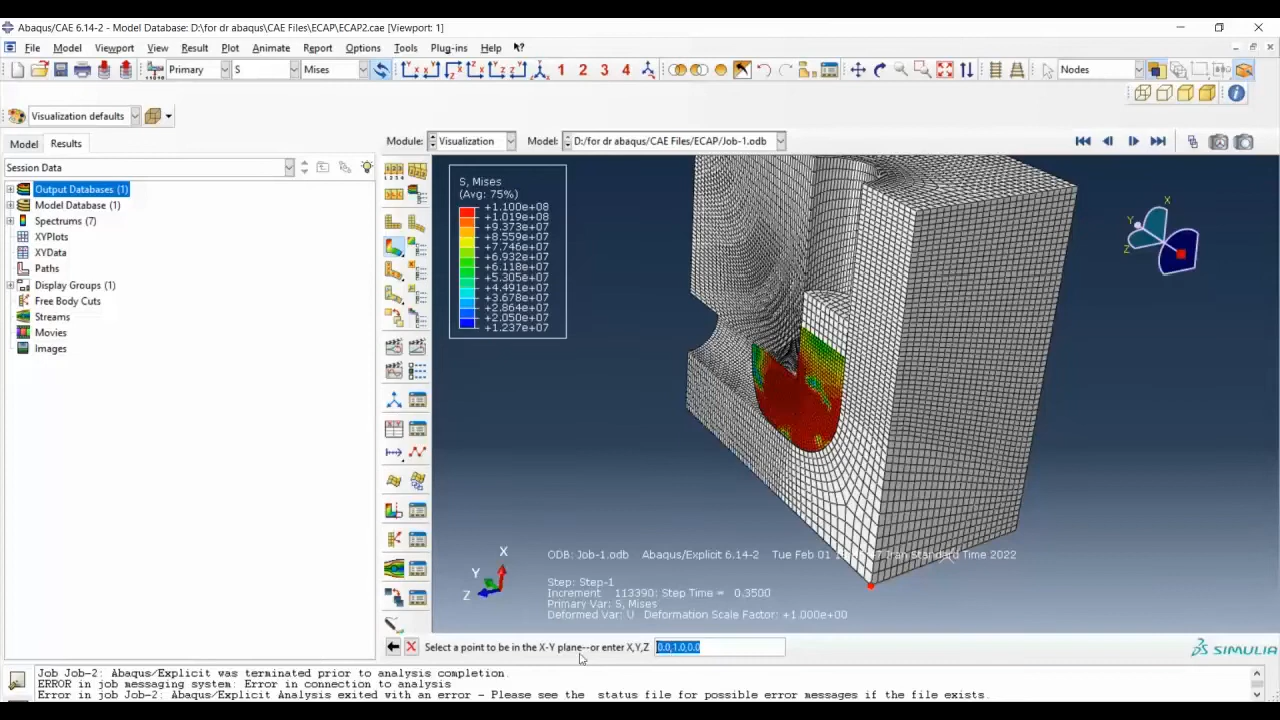 Abaqus/CAE 6.14-2 - Model Database: D:\for dr abaqus\CAE Files\ECAP\ECAP2.cae [Viewport: 1]
File Model Viewport View Result Plot Animate Report Options Tools Plug-ins Help
Primary S Mises 1 2 3 4 Nodes
Visualization defaults
Model Results Module: Visualization Model: D:/for dr abaqus/CAE Files/ECAP/Job-1.odb
Session Data
Output Databases (1)
Model Database (1)
Spectrums (7)
XYPlots
XYData
Paths
Display Groups (1)
Free Body Cuts
Streams
Movies
Images
S, Mises
(Avg: 75%)
+1.100e+08
+1.019e+08
+9.373e+07
+8.559e+07
+7.746e+07
+6.932e+07
+6.118e+07
+5.305e+07
+4.491e+07
+3.678e+07
+2.864e+07
+2.050e+07
+1.237e+07
X
Y
Z
X
Y
Z
ODB: Job-1.odb Abaqus/Explicit 6.14-2 Tue Feb 01 Iran Standard Time 2022
Step: Step-1
Increment 113390: Step Time = 0.3500
Primary Var: S, Mises
Deformed Var: U Deformation Scale Factor: +1.000e+00
Select a point to be in the X-Y plane--or enter X,Y,Z 0.0,1.0,0.0
SIMULIA
Job Job-2: Abaqus/Explicit was terminated prior to analysis completion.
ERROR in job messaging system: Error in connection to analysis
Error in job Job-2: Abaqus/Explicit Analysis exited with an error - Please see the status file for possible error messages if the file exists.